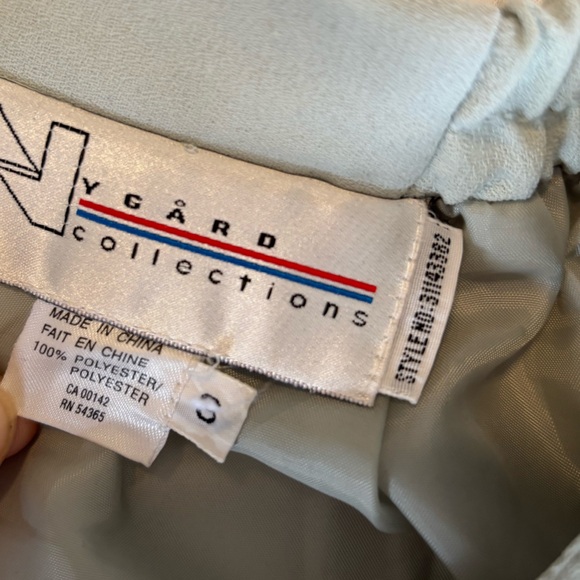 NYGÅRD
collections
STYLE NO: 31143382
MADE IN CHINA
FAIT EN CHINE
100% POLYESTER/
POLYESTER
CA 00142
RN 54365
S